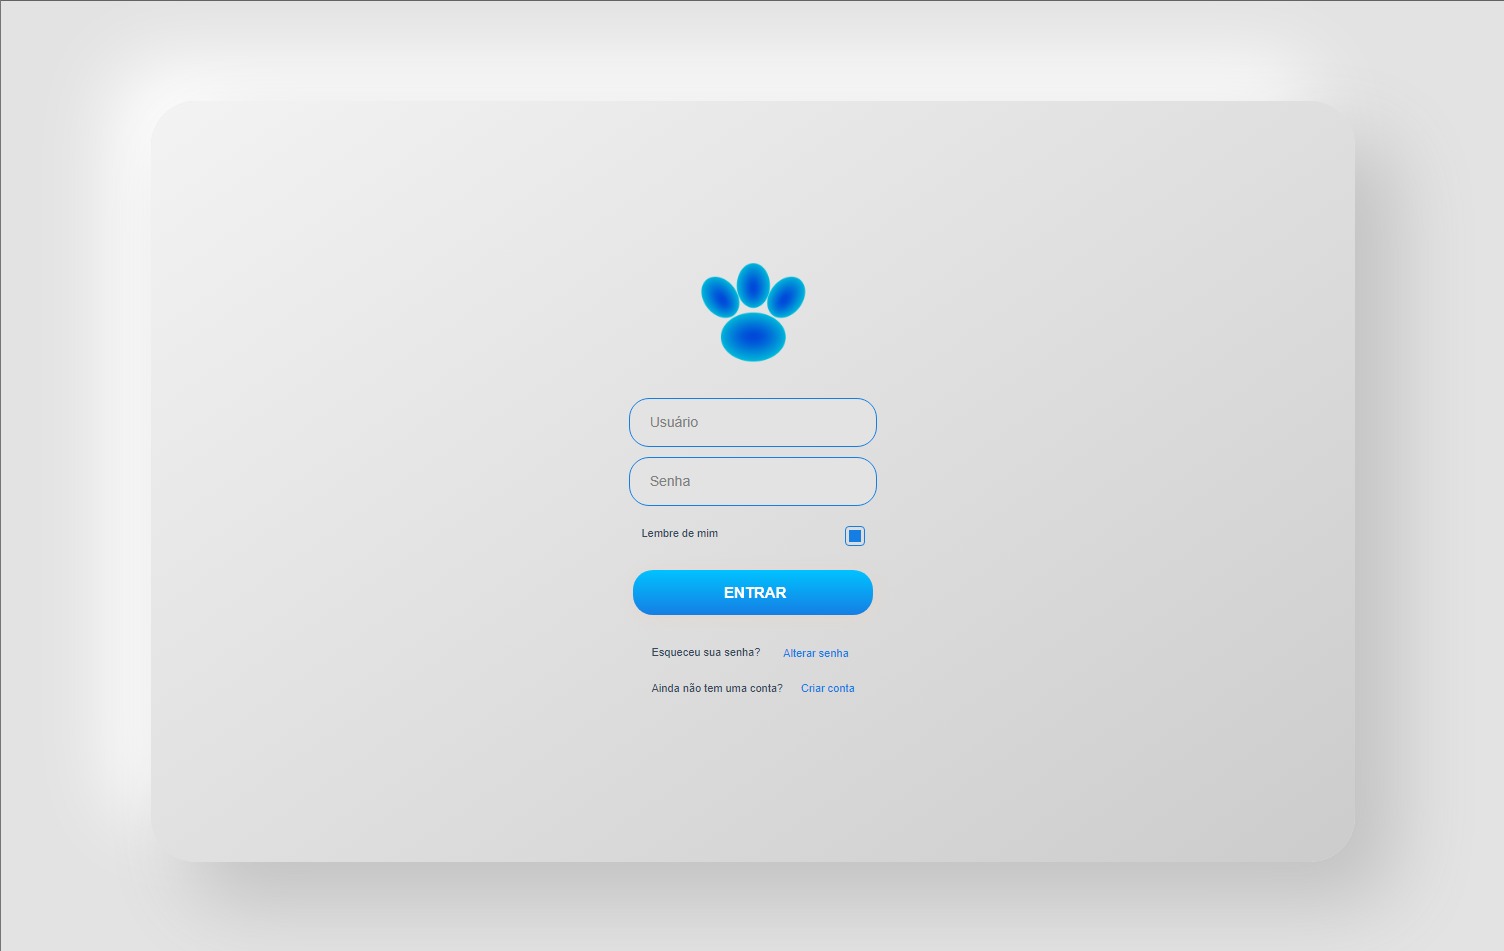 Usuário
Senha
Lembre de mim
ENTRAR
Esqueceu sua senha? Alterar senha
Ainda não tem uma conta? Criar conta